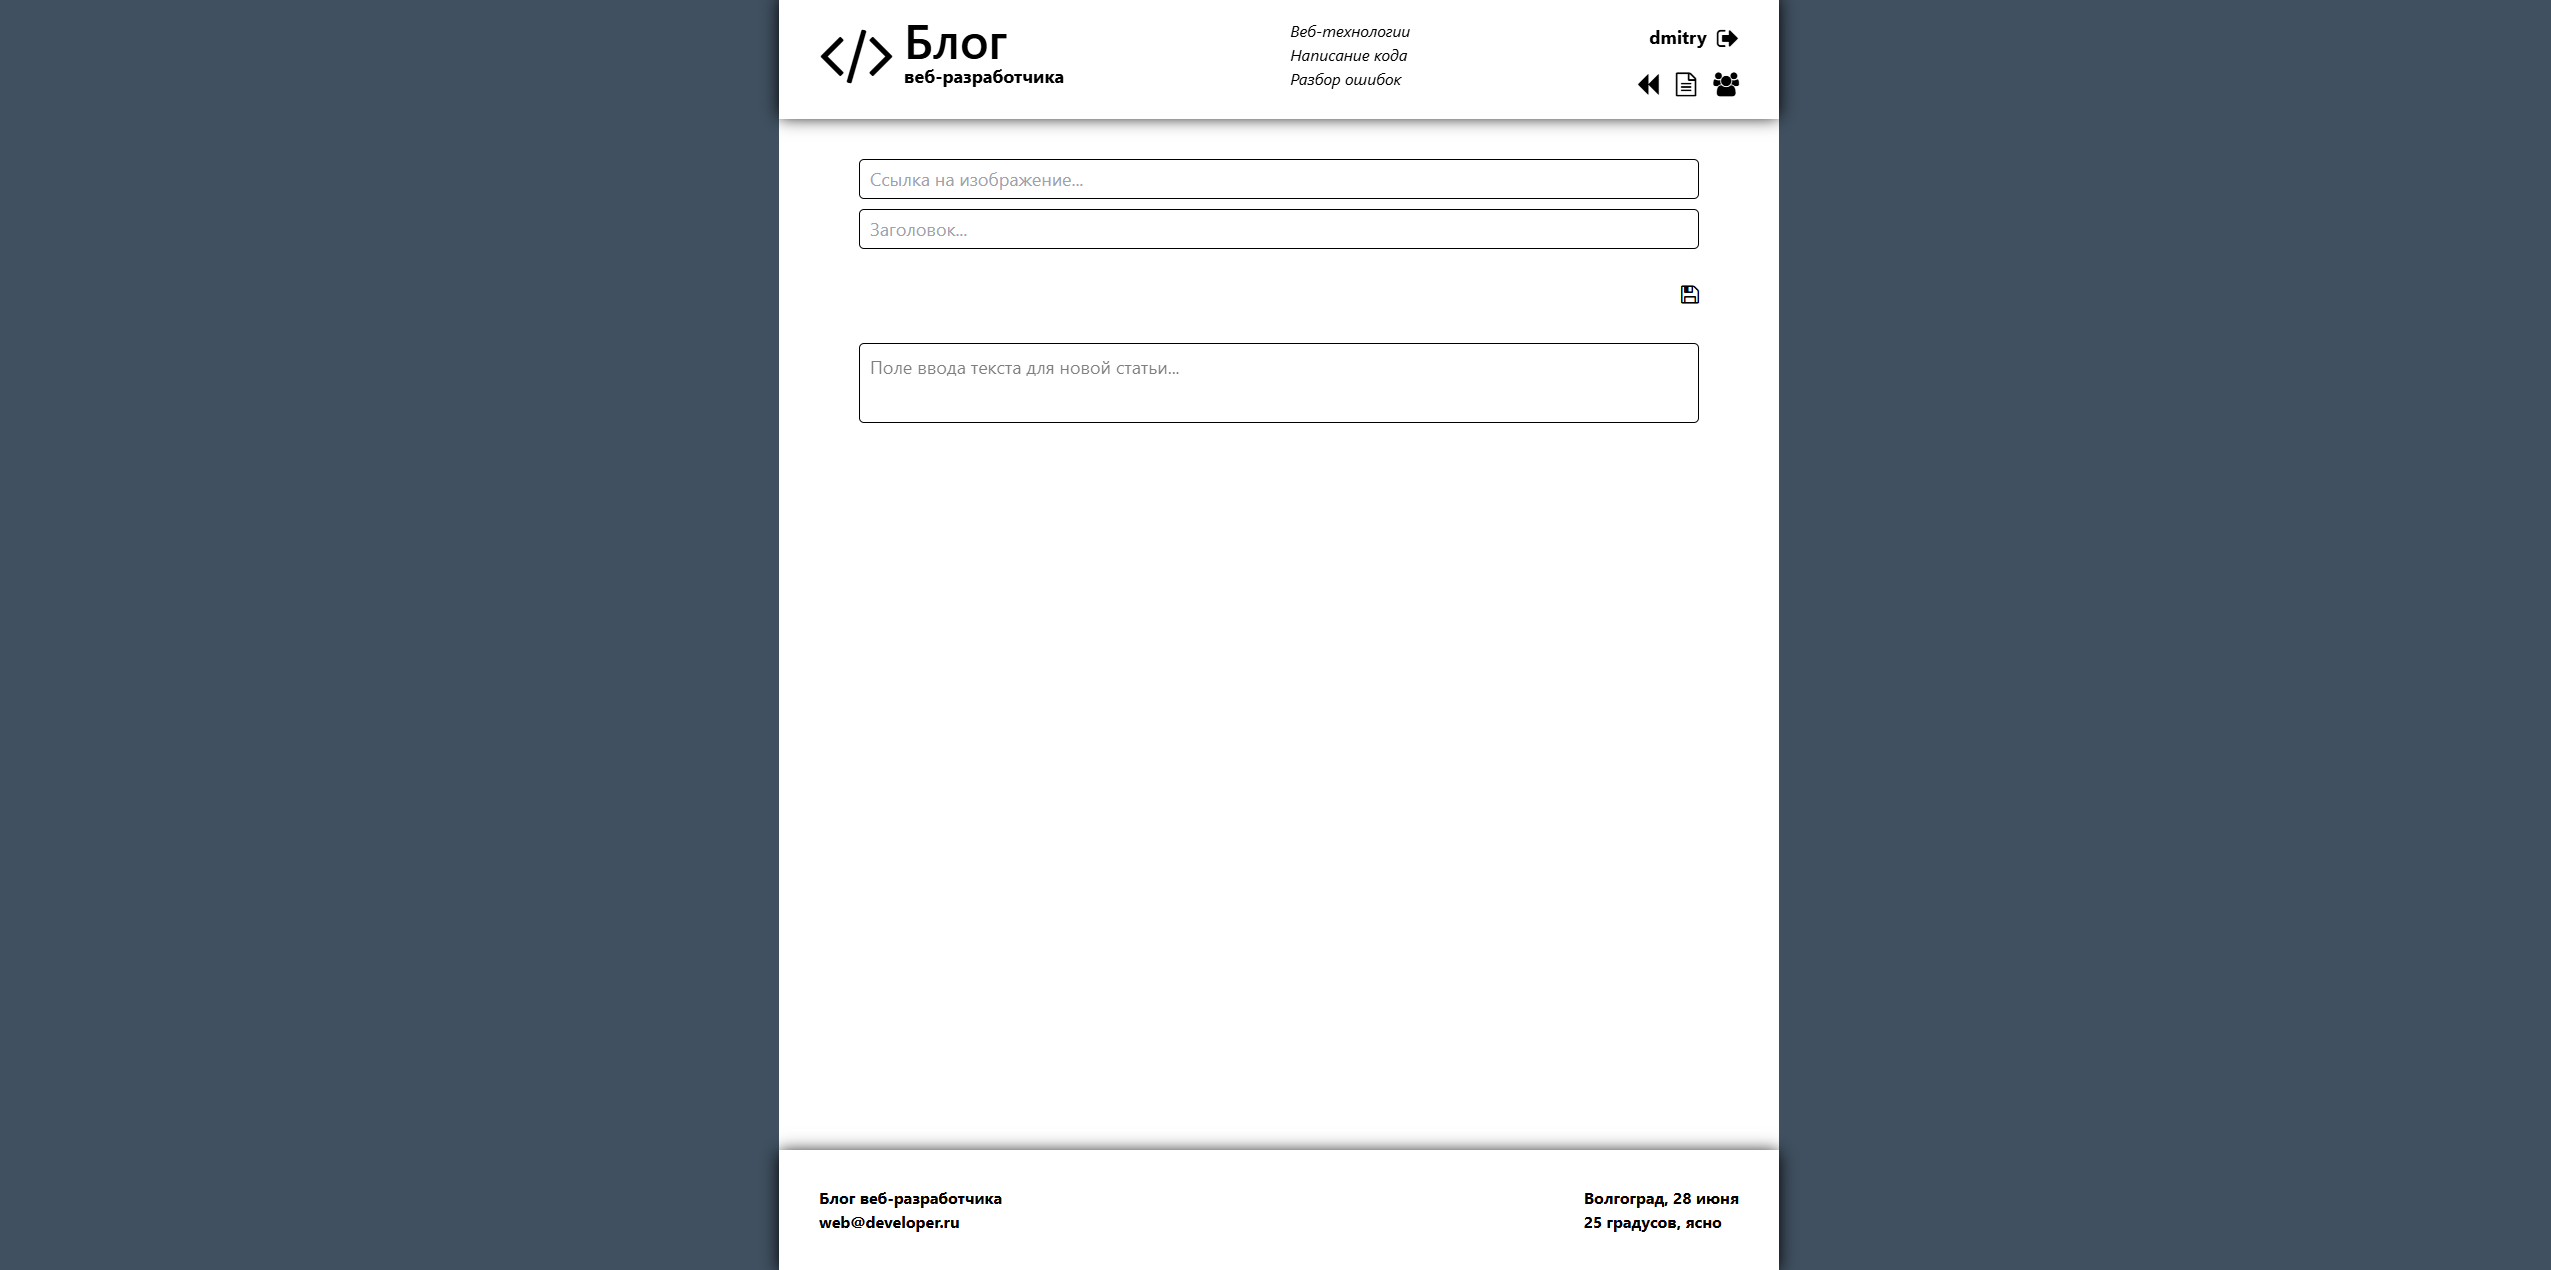 Блог
веб-разработчика
Веб-технологии
Написание кода
Разбор ошибок
dmitry
Ссылка на изображение...
Заголовок...
Поле ввода текста для новой статьи...
Блог веб-разработчика
web@developer.ru
Волгоград, 28 июня
25 градусов, ясно